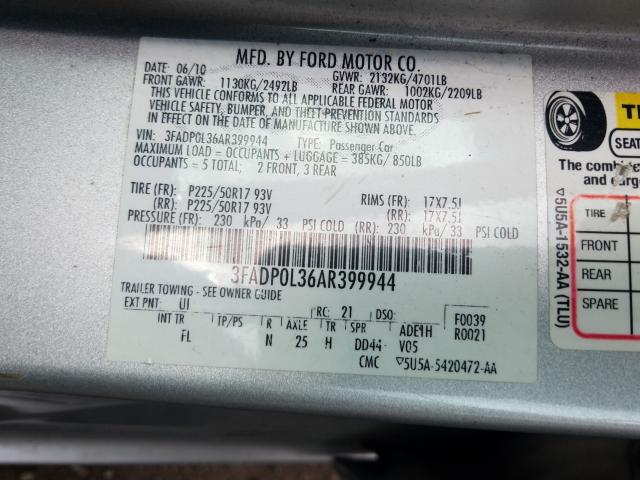 MFD. BY FORD MOTOR CO.
DATE: 06/10 GVWR: 2132KG/4701LB
FRONT GAWR: 1130KG/2492LB REAR GAWR: 1002KG/2209LB
THIS VEHICLE CONFORMS TO ALL APPLICABLE FEDERAL MOTOR
VEHICLE SAFETY, BUMPER, AND THEFT PREVENTION STANDARDS
IN EFFECT ON THE DATE OF MANUFACTURE SHOWN ABOVE.
VIN: 3FADP0L36AR399944 TYPE: Passenger Car
MAXIMUM LOAD = OCCUPANTS + LUGGAGE = 385KG/850LB
OCCUPANTS = 5 TOTAL; 2 FRONT, 3 REAR
TIRE (FR): P225/50R17 93V RIMS (FR): 17X7.5J
(RR): P225/50R17 93V (RR): 17X7.5J
PRESSURE (FR): 230 kPa/ 33 PSI COLD (RR): 230 kPa/ 33 PSI COLD
3FADP0L36AR399944
TRAILER TOWING - SEE OWNER GUIDE
EXT PNT: UI RC: 21 DSO: F0039
INT TR TP/PS R AXLE TR SPR ADE1H R0021
FL N 25 H DD44 V05
CMC ▽5U5A-5420472-AA
SEAT
The combine
and
TIRE
FRONT
REAR
SPARE
▽5U5A-1532-AA (TLU)